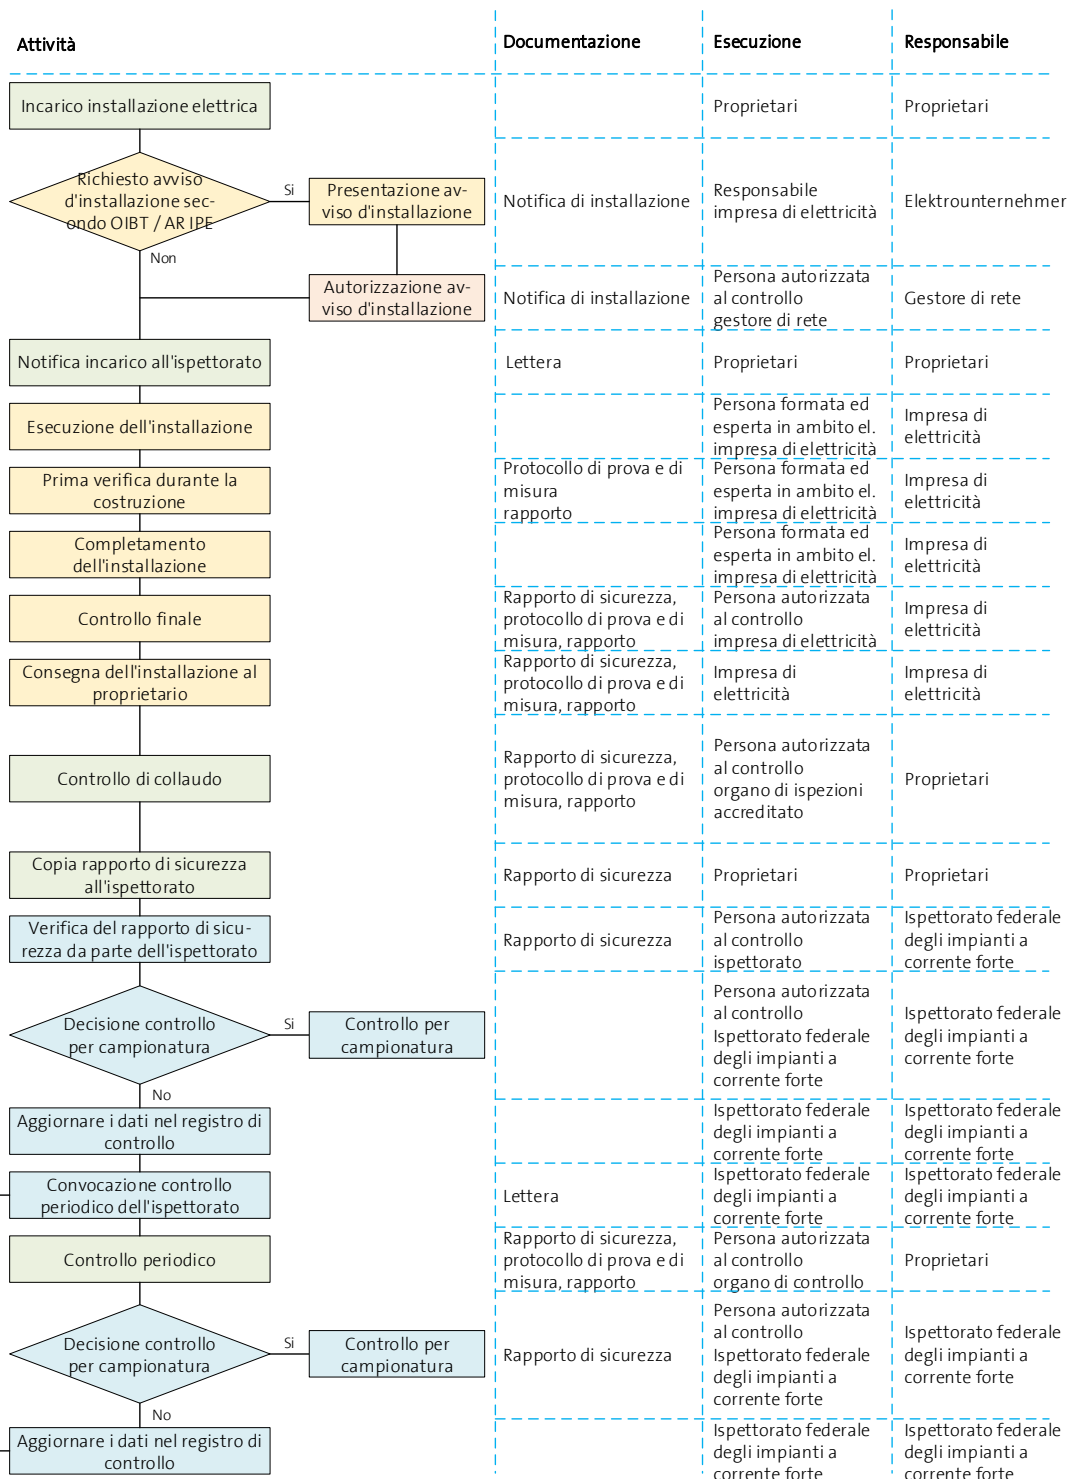 Attività
Documentazione
Esecuzione
Responsabile
Incarico installazione elettrica
Proprietari
Proprietari
Richiesto avviso
d'installazione sec-
ondo OIBT / AR IPE
Si
Non
Presentazione av-
viso d'installazione
Notifica di installazione
Responsabile
impresa di elettricità
Elektrounternehmer
Autorizzazione av-
viso d'installazione
Notifica di installazione
Persona autorizzata
al controllo
gestore di rete
Gestore di rete
Notifica incarico all'ispettorato
Lettera
Proprietari
Proprietari
Esecuzione dell'installazione
Persona formata ed
esperta in ambito el.
impresa di elettricità
Impresa di
elettricità
Prima verifica durante la
costruzione
Protocollo di prova e di
misura
rapporto
Persona formata ed
esperta in ambito el.
impresa di elettricità
Impresa di
elettricità
Completamento
dell'installazione
Persona formata ed
esperta in ambito el.
impresa di elettricità
Impresa di
elettricità
Controllo finale
Rapporto di sicurezza,
protocollo di prova e di
misura, rapporto
Persona autorizzata
al controllo
impresa di elettricità
Impresa di
elettricità
Consegna dell'installazione al
proprietario
Rapporto di sicurezza,
protocollo di prova e di
misura, rapporto
Impresa di
elettricità
Impresa di
elettricità
Controllo di collaudo
Rapporto di sicurezza,
protocollo di prova e di
misura, rapporto
Persona autorizzata
al controllo
organo di ispezioni
accreditato
Proprietari
Copia rapporto di sicurezza
all'ispettorato
Rapporto di sicurezza
Proprietari
Proprietari
Verifica del rapporto di sicu-
rezza da parte dell'ispettorato
Rapporto di sicurezza
Persona autorizzata
al controllo
ispettorato
Ispettorato federale
degli impianti a
corrente forte
Decisione controllo
per campionatura
Si
No
Controllo per
campionatura
Persona autorizzata
al controllo
Ispettorato federale
degli impianti a
corrente forte
Ispettorato federale
degli impianti a
corrente forte
Aggiornare i dati nel registro di
controllo
Ispettorato federale
degli impianti a
corrente forte
Ispettorato federale
degli impianti a
corrente forte
Convocazione controllo
periodico dell'ispettorato
Lettera
Ispettorato federale
degli impianti a
corrente forte
Ispettorato federale
degli impianti a
corrente forte
Controllo periodico
Rapporto di sicurezza,
protocollo di prova e di
misura, rapporto
Persona autorizzata
al controllo
organo di controllo
Proprietari
Decisione controllo
per campionatura
Si
No
Controllo per
campionatura
Rapporto di sicurezza
Persona autorizzata
al controllo
Ispettorato federale
degli impianti a
corrente forte
Ispettorato federale
degli impianti a
corrente forte
Aggiornare i dati nel registro di
controllo
Ispettorato federale
degli impianti a
corrente forte
Ispettorato federale
degli impianti a
corrente forte